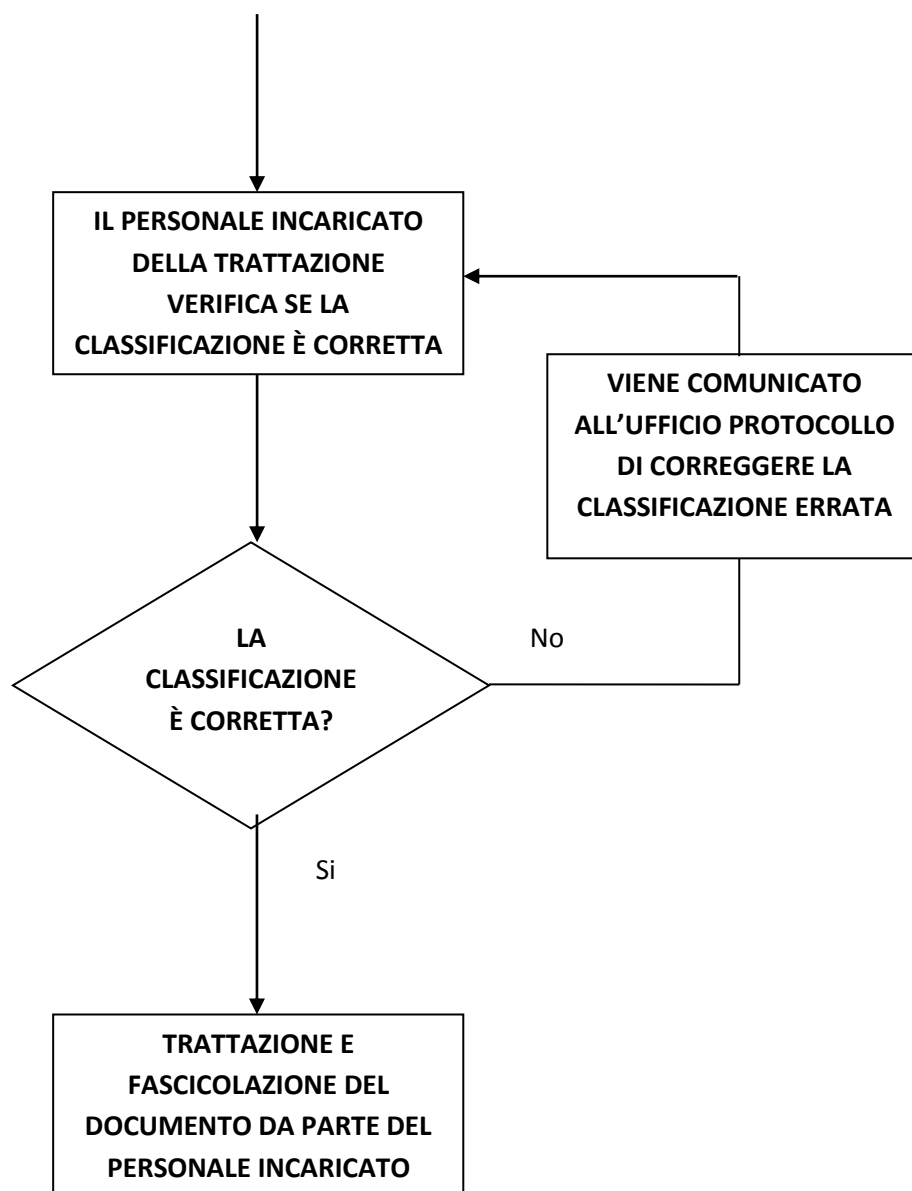 IL PERSONALE INCARICATO
DELLA TRATTAZIONE
VERIFICA SE LA
CLASSIFICAZIONE È CORRETTA
VIENE COMUNICATO
ALL’UFFICIO PROTOCOLLO
DI CORREGGERE LA
CLASSIFICAZIONE ERRATA
LA
CLASSIFICAZIONE
È CORRETTA?
No
Si
TRATTAZIONE E
FASCICOLAZIONE DEL
DOCUMENTO DA PARTE DEL
PERSONALE INCARICATO